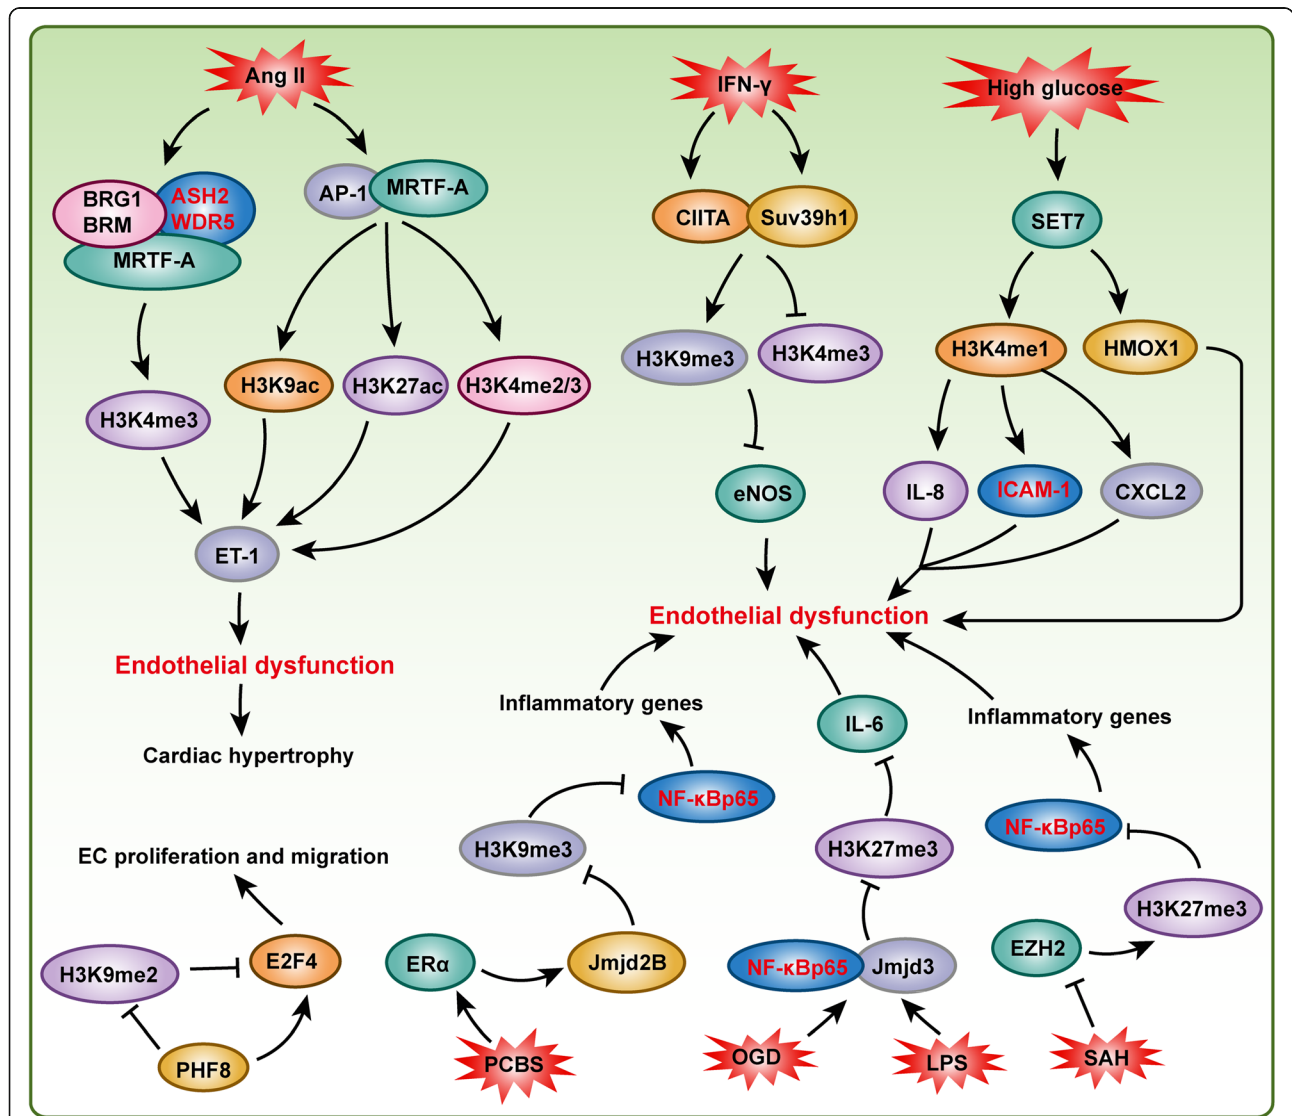 Ang II
IFN-γ
High glucose
BRG1
BRM
ASH2
WDR5
MRTF-A
AP-1
MRTF-A
CIITA
Suv39h1
SET7
H3K9ac
H3K27ac
H3K4me2/3
H3K4me3
H3K9me3
H3K4me3
H3K4me1
HMOX1
eNOS
IL-8
ICAM-1
CXCL2
ET-1
Endothelial dysfunction
Endothelial dysfunction
Cardiac hypertrophy
Inflammatory genes
IL-6
Inflammatory genes
NF-κBp65
NF-κBp65
H3K9me3
H3K27me3
H3K27me3
EC proliferation and migration
H3K9me2
E2F4
PHF8
ERα
Jmjd2B
PCBS
NF-κBp65
Jmjd3
OGD
LPS
EZH2
SAH